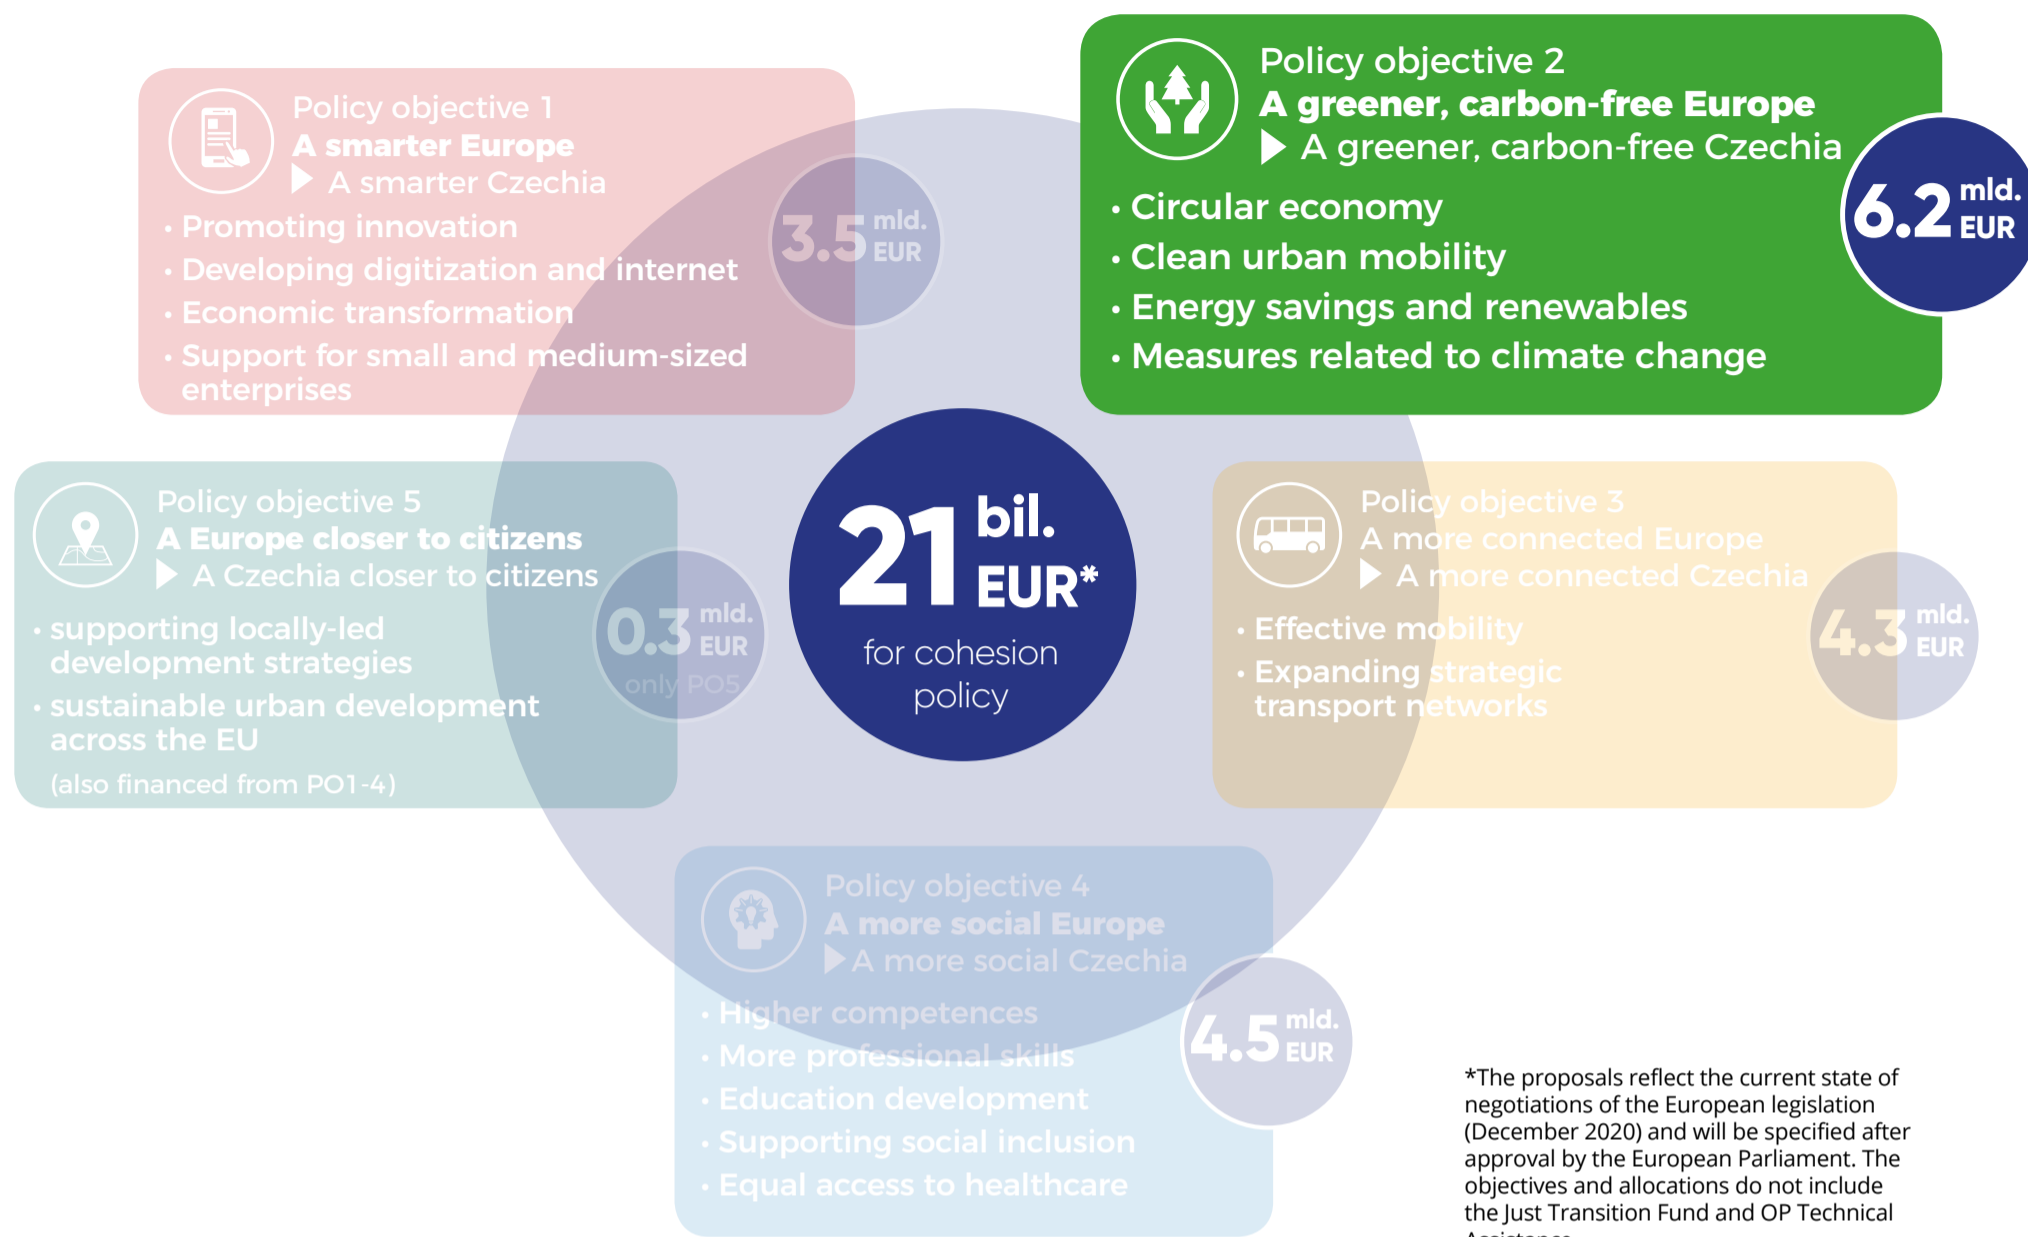 Policy objective 1
A smarter Europe
A smarter Czechia
• Promoting innovation
• Developing digitization and internet
• Economic transformation
• Support for small and medium-sized
enterprises
3.5 mld.
EUR
Policy objective 2
A greener, carbon-free Europe
A greener, carbon-free Czechia
• Circular economy
• Clean urban mobility
• Energy savings and renewables
• Measures related to climate change
6.2 mld.
EUR
Policy objective 5
A Europe closer to citizens
A Czechia closer to citizens
• supporting locally-led
development strategies
• sustainable urban development
across the EU
(also financed from PO1-4)
0.3 mld.
EUR
only PO5
21 bil.
EUR*
for cohesion
policy
Policy objective 3
A more connected Europe
A more connected Czechia
• Effective mobility
• Expanding strategic
transport networks
4.3 mld.
EUR
Policy objective 4
A more social Europe
A more social Czechia
• Higher competences
• More professional skills
• Education development
• Supporting social inclusion
• Equal access to healthcare
4.5 mld.
EUR
*The proposals reflect the current state of
negotiations of the European legislation
(December 2020) and will be specified after
approval by the European Parliament. The
objectives and allocations do not include
the Just Transition Fund and OP Technical